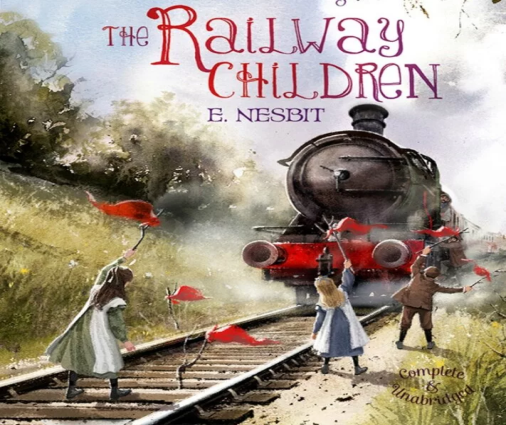 THE RAILWAY
CHILDREN
E. NESBIT
Complete
&
Unabridged